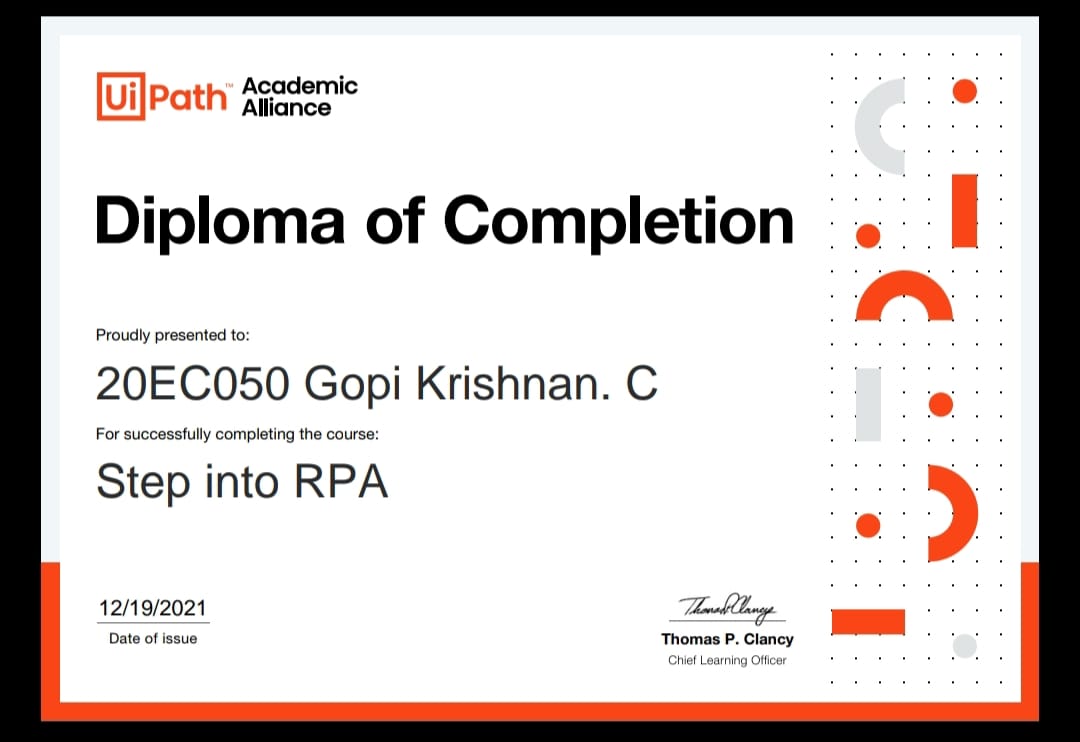 UiPath™ Academic
Alliance
Diploma of Completion
Proudly presented to:
20EC050 Gopi Krishnan. C
For successfully completing the course:
Step into RPA
12/19/2021
Date of issue
Thomas P. Clancy
Thomas P. Clancy
Chief Learning Officer